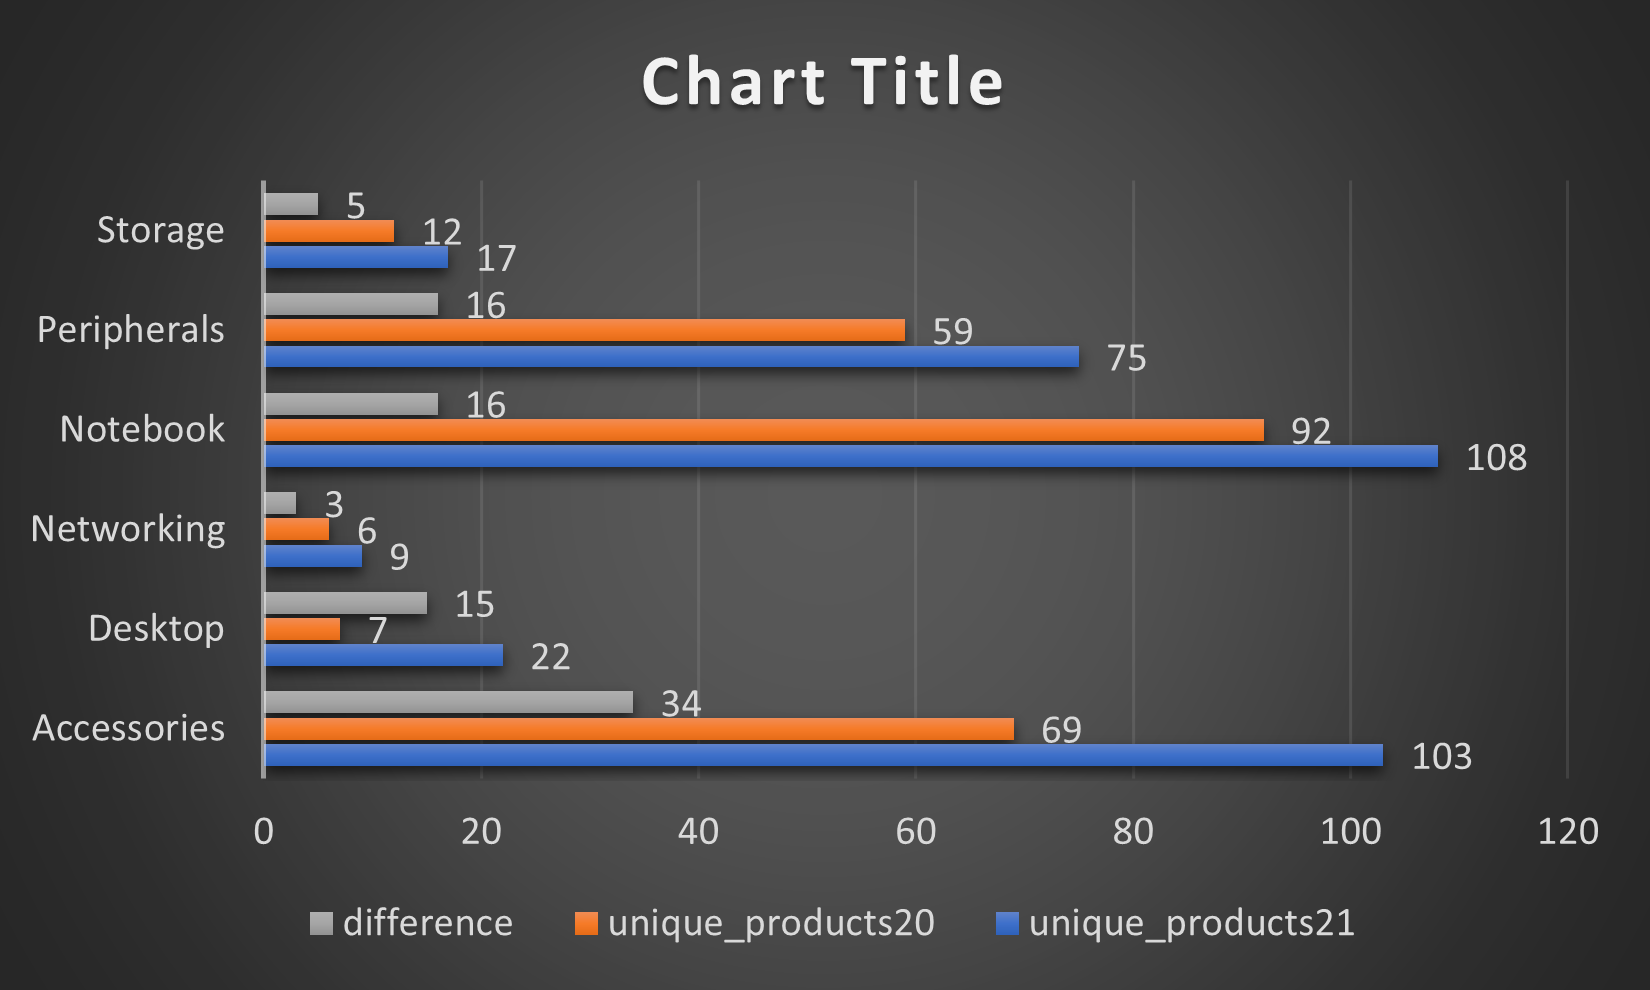 Chart Title
Storage
5
12
17
Peripherals
16
59
75
Notebook
16
92
108
Networking
3
6
9
Desktop
15
7
22
Accessories
34
69
103
0 20 40 60 80 100 120
difference unique_products20 unique_products21